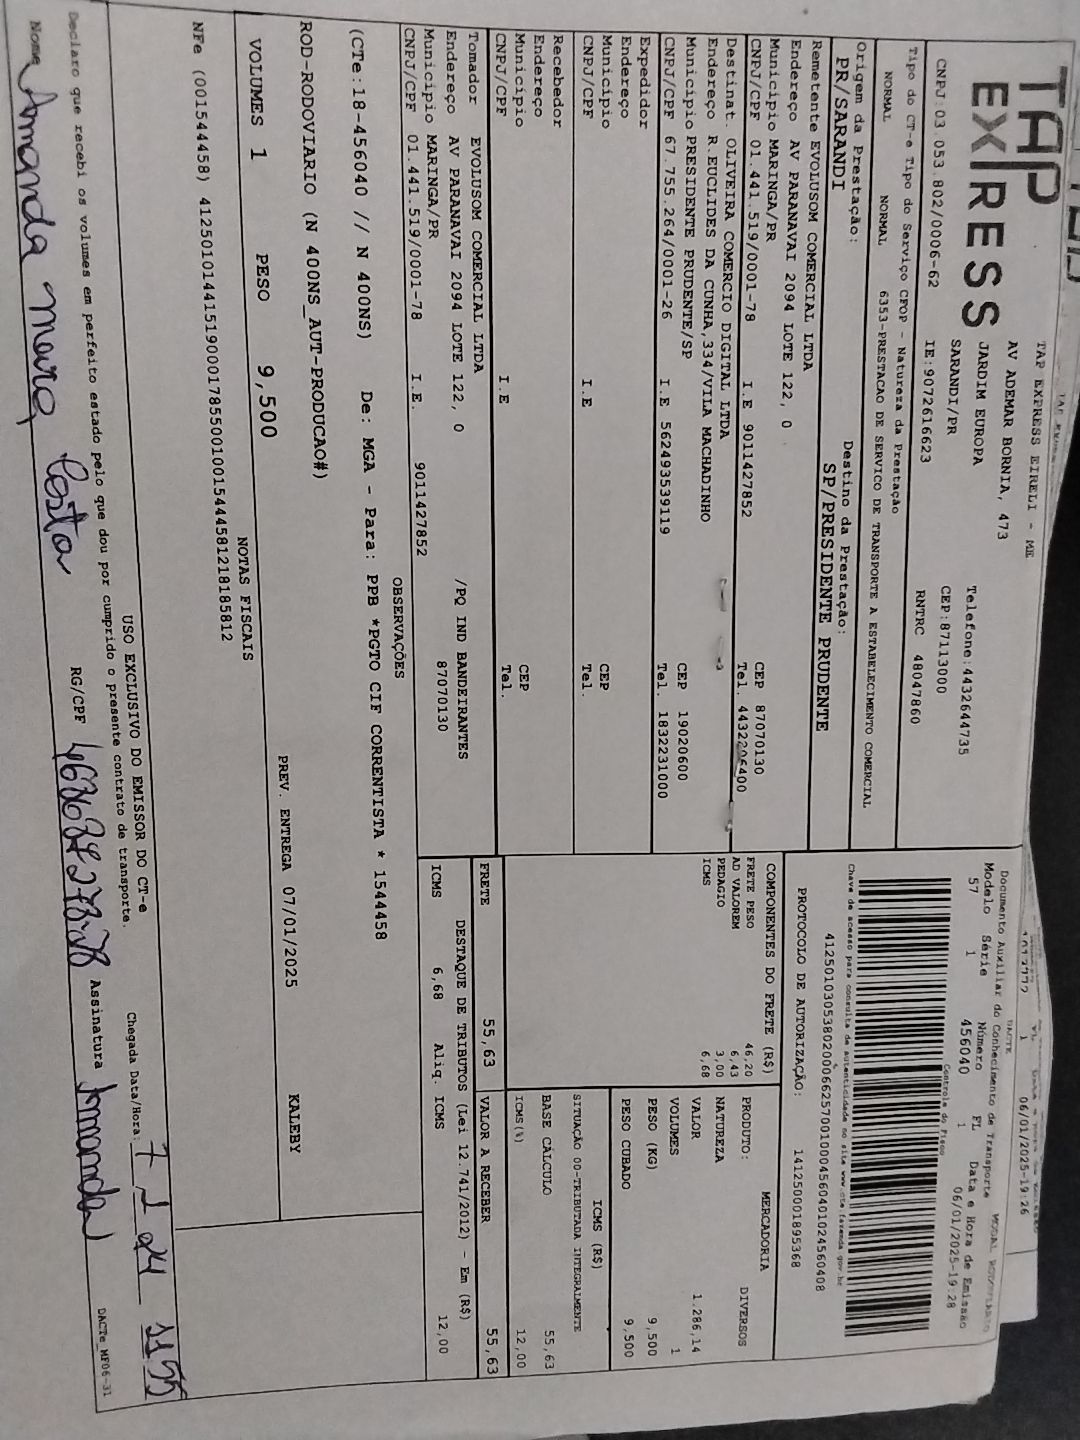 TAP
EXPRESS
TAP EXPRESS EIRELI - ME
AV ADEMAR BORNIA, 473
JARDIM EUROPA
SARANDI/PR
Telefone:4432644735
CEP:87113000
CNPJ:03.053.802/0006-62 IE:9072616623 RNTRC 48047860
Tipo do CT-e Tipo do Serviço CFOP - Natureza da Prestação
NORMAL NORMAL 6353-PRESTACAO DE SERVICO DE TRANSPORTE A ESTABELECIMENTO COMERCIAL
Origem da Prestação: Destino da Prestação:
PR/SARANDI SP/PRESIDENTE PRUDENTE
Remetente EVOLUSOM COMERCIAL LTDA
Endereço AV PARANAVAI 2094 LOTE 122, 0
Município MARINGA/PR CEP 87070130
CNPJ/CPF 01.441.519/0001-78 I.E 9011427852 Tel.
Destinat. OLIVEIRA COMERCIO DIGITAL LTDA
Endereço R.EUCLIDES DA CUNHA,334/VILA MACHADINHO
Município PRESIDENTE PRUDENTE/SP CEP 19020600
CNPJ/CPF 67.755.264/0001-26 I.E 562493539119 Tel. 1832231000
Expedidor
Endereço
Município CEP
CNPJ/CPF I.E Tel.
Recebedor
Endereço
Município CEP
CNPJ/CPF I.E Tel.
Tomador EVOLUSOM COMERCIAL LTDA
Endereço AV PARANAVAI 2094 LOTE 122, 0 /PQ IND BANDEIRANTES
Município MARINGA/PR 87070130
CNPJ/CPF 01.441.519/0001-78 I.E. 9011427852
Documento Auxiliar do Conhecimento de Transporte
Modelo Série Número FL Data e Hora de Emissão
57 1 456040 1 06/01/2025-19:28
Controle do Fisco
41250103053802000662570010004560401024560408
Chave de acesso para consulta de autenticidade no site www.cte.fazenda.gov.br
PROTOCOLO DE AUTORIZAÇÃO: 141250001895368
COMPONENTES DO FRETE (R$)
FRETE PESO 46,20
AD VALOREM 6,43
PEDAGIO 3,00
ICMS 6,68
MERCADORIA
PRODUTO: DIVERSOS
NATUREZA
VALOR 1.286,14
VOLUMES 1
PESO (KG) 9,500
PESO CUBADO 9,500
ICMS (R$)
SITUAÇÃO 00-TRIBUTADA INTEGRALMENTE
BASE CÁLCULO 55,63
ICMS(%) 12,00
FRETE 55,63 VALOR A RECEBER 55,63
DESTAQUE DE TRIBUTOS (Lei 12.741/2012) - Em (R$)
ICMS 6,68 Aliq. ICMS 12,00
OBSERVAÇÕES
(CTe:18-456040 // N 400NS) De: MGA - Para: PPB *PGTO CIF CORRENTISTA * 1544458
ROD-RODOVIARIO (N 400NS_AUT-PRODUCAO#)
VOLUMES 1 PESO 9,500 PREV. ENTREGA 07/01/2025 KALEBY
NOTAS FISCAIS
NFe (001544458) 41250101441519000178550010015444581218185812
USO EXCLUSIVO DO EMISSOR DO CT-e
Declaro que recebi os volumes em perfeito estado pelo que dou por cumprido o presente contrato de transporte. Chegada Data/Hora:
Nome Amanda Costa RG/CPF Assinatura Amanda
DACTe_MF06-31
06/01/2025-19:26